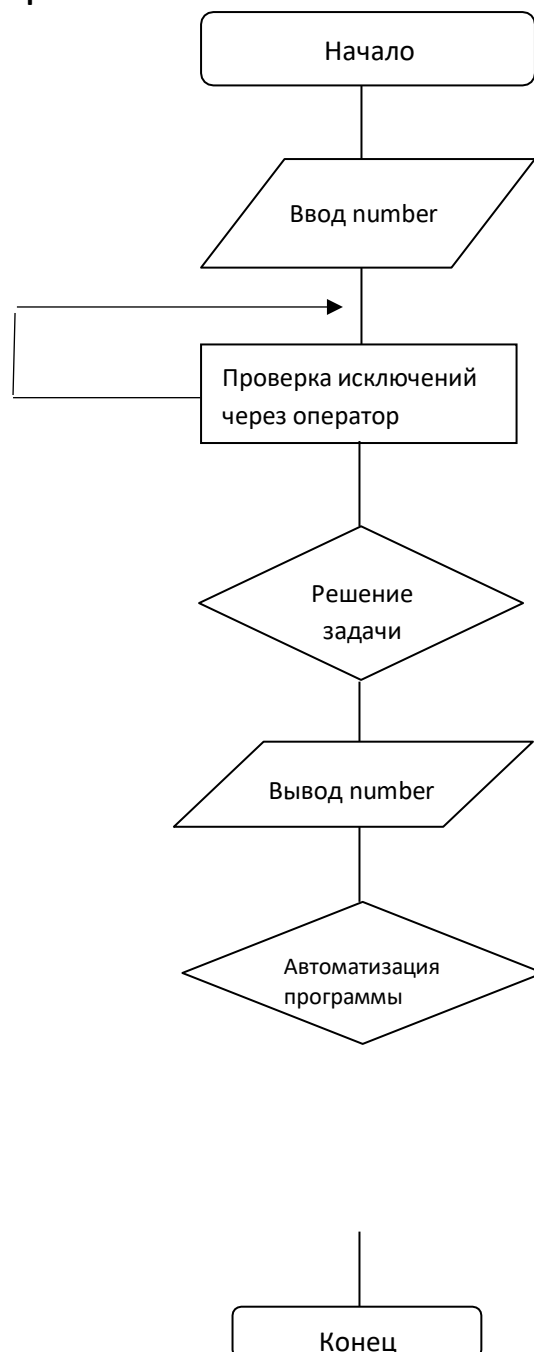 Начало
Ввод number
Проверка исключений
через оператор
Решение
задачи
Вывод number
Автоматизация
программы
Конец